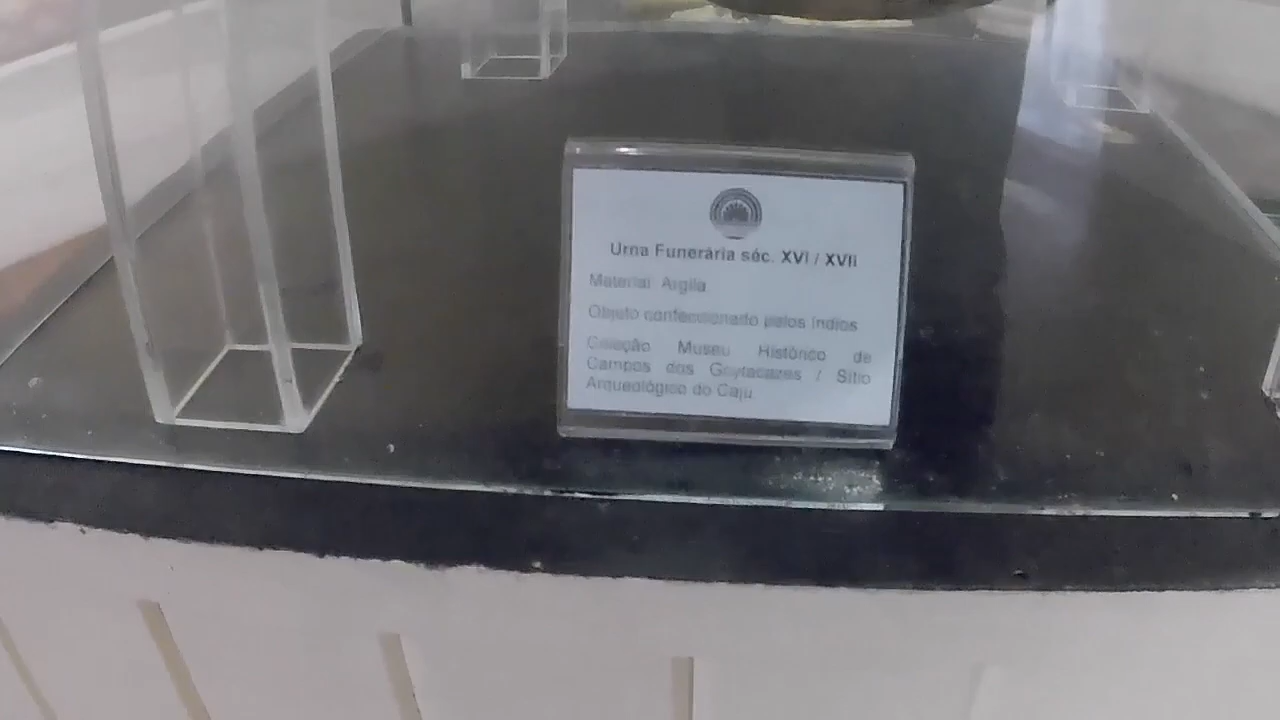 Urna Funerária séc. XVI / XVII
Material: Argila
Objeto confeccionado pelos índios
Coleção Museu Histórico de
Campos dos Goytacazes / Sítio
Arqueológico do Caju